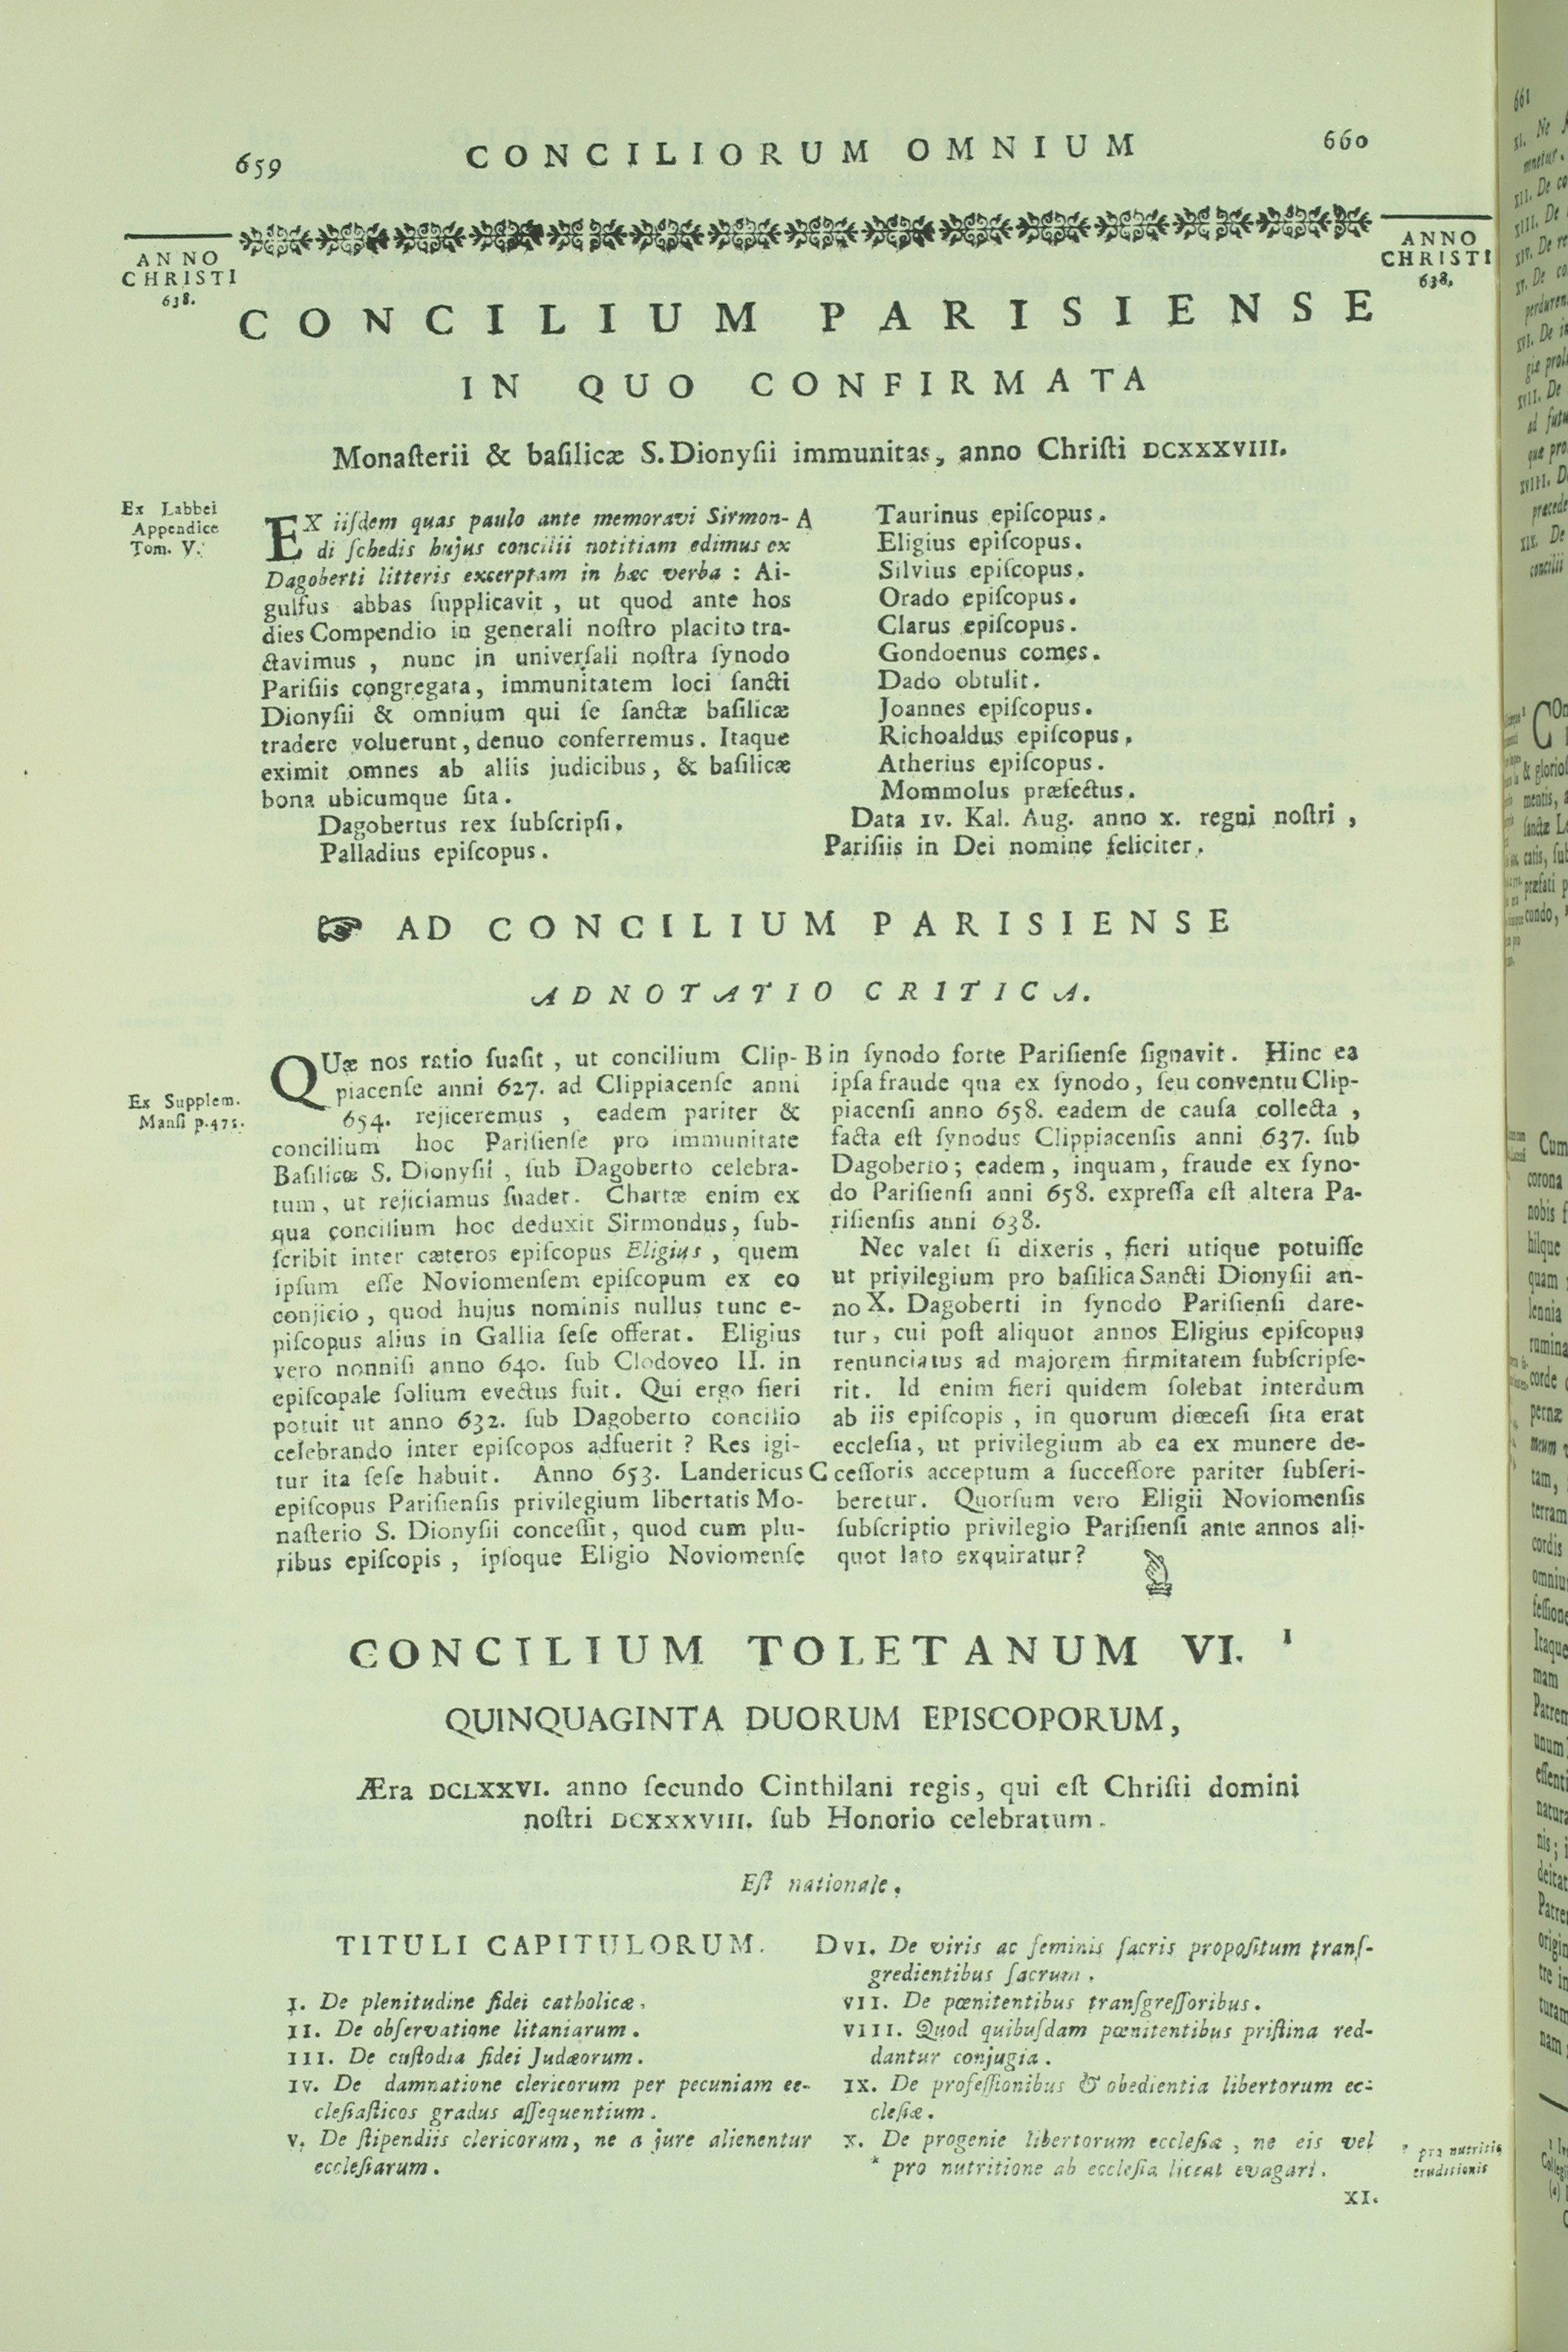 659
CONCILIORUM OMNIUM
660
ANNO
CHRISTI
638.
ANNO
CHRISTI
638.
CONCILIUM PARISIENSE
IN QUO CONFIRMATA
Monaſterii & baſilicæ S. Dionyſii immunitas, anno Chriſti DCXXXVIII.
Ex Labbei
Appendice
Tom. V.
EX iiſdem quas paulo ante memoravi Sirmon-
di ſchedis hujus concilii notitiam edimus ex
Dagoberti litteris excerptam in hæc verba : Ai-
gulfus abbas ſupplicavit , ut quod ante hos
dies Compendio in generali noſtro placito tra-
ctavimus , nunc in univerſali noſtra ſynodo
Pariſiis congregata, immunitatem loci ſancti
Dionyſii & omnium qui ſe ſanctæ baſilicæ
tradere voluerunt, denuo conferremus. Itaque
eximit omnes ab aliis judicibus, & baſilicæ
bona ubicumque ſita.
Dagobertus rex ſubſcripſi.
Palladius epiſcopus.
A
Taurinus epiſcopus.
Eligius epiſcopus.
Silvius epiſcopus.
Orado epiſcopus.
Clarus epiſcopus.
Gondoenus comes.
Dado obtulit.
Joannes epiſcopus.
Richoaldus epiſcopus.
Atherius epiſcopus.
Mommolus præfectus.
Data IV. Kal. Aug. anno X. regni noſtri ,
Pariſiis in Dei nomine feliciter.
☞ AD CONCILIUM PARISIENSE
ADNOTATIO CRITICA.
Ex Supplem.
Manſi p.471.
QUæ nos ratio ſuaſit , ut concilium Clip-
piacenſe anni 627. ad Clippiacenſe anni
654. rejiceremus , eadem pariter &
concilium hoc Pariſienſe pro immunitate
Baſilicæ S. Dionyſii , ſub Dagoberto celebra-
tum, ut rejiciamus ſuadet. Chartæ enim ex
qua concilium hoc deduxit Sirmondus, ſub-
ſcribit inter cæteros epiſcopus Eligius , quem
ipſum eſſe Noviomenſem epiſcopum ex eo
conjicio , quod hujus nominis nullus tunc e-
piſcopus alius in Gallia ſeſe offerat. Eligius
vero nonniſi anno 640. ſub Clodoveo II. in
epiſcopale ſolium evectus fuit. Qui ergo fieri
potuit ut anno 632. ſub Dagoberto concilio
celebrando inter epiſcopos adfuerit ? Res igi-
tur ita ſeſe habuit. Anno 653. Landericus
epiſcopus Pariſienſis privilegium libertatis Mo-
naſterio S. Dionyſii conceſſit, quod cum plu-
ribus epiſcopis , ipſoque Eligio Noviomenſe
B
in ſynodo forte Pariſienſe ſignavit. Hinc ea
ipſa fraude qua ex ſynodo, ſeu conventu Clip-
piacenſi anno 658. eadem de cauſa collecta ,
facta eſt ſynodus Clippiacenſis anni 637. ſub
Dagoberto; eadem, inquam, fraude ex ſyno-
do Pariſienſi anni 658. expreſſa eſt altera Pa-
riſienſis anni 638.
Nec valet ſi dixeris , fieri utique potuiſſe
ut privilegium pro baſilica Sancti Dionyſii an-
no X. Dagoberti in ſynodo Pariſienſi dare-
tur, cui poſt aliquot annos Eligius epiſcopus
renunciatus ad majorem firmitatem ſubſcripſe-
rit. Id enim fieri quidem ſolebat interdum
ab iis epiſcopis , in quorum diœceſi ſita erat
eccleſia, ut privilegium ab ea ex munere de-
C
ceſſoris acceptum a ſucceſſore pariter ſubſeri-
beretur. Quorſum vero Eligii Noviomenſis
ſubſcriptio privilegio Pariſienſi ante annos ali-
quot lato exquiratur?
CONCILIUM TOLETANUM VI. 1
QUINQUAGINTA DUORUM EPISCOPORUM,
Æra DCLXXVI. anno ſecundo Cinthilani regis, qui eſt Chriſti domini
noſtri DCXXXVIII. ſub Honorio celebratum.
Eſt nationale.
TITULI CAPITULORUM.
I. De plenitudine fidei catholicæ.
II. De obſervatione litaniarum.
III. De cuſtodia fidei Judæorum.
IV. De damnatione clericorum per pecuniam ec-
cleſiaſticos gradus aſſequentium.
V. De ſtipendiis clericorum, ne a jure alienentur
eccleſiarum.
D
VI. De viris ac feminis ſacris propoſitum tranſ-
gredientibus ſacrum.
VII. De pœnitentibus tranſgreſſoribus.
VIII. Quod quibuſdam pœnitentibus priſtina red-
dantur conjugia.
IX. De profeſſionibus & obedientia libertorum ec-
cleſiæ.
X. De progenie libertorum eccleſiæ , ne eis vel
* pro nutritione ab eccleſia liceat evagari.
* pro nutritis
eruditionis
XI.
661